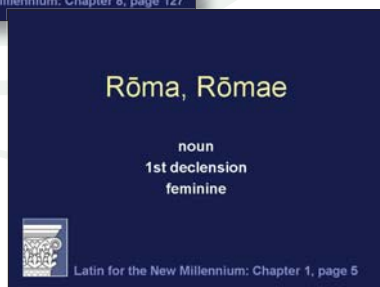 Millennium: Chapter 8, page 127
Rōma, Rōmae
noun
1st declension
feminine
Latin for the New Millennium: Chapter 1, page 5